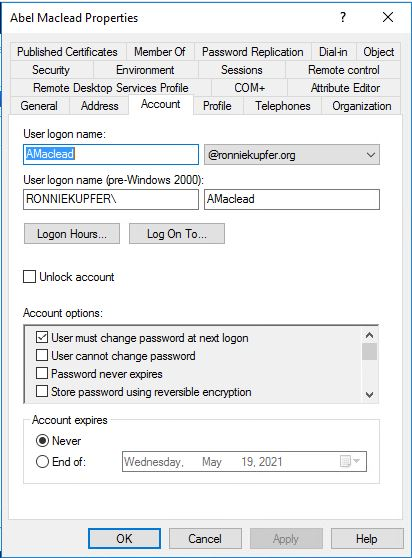 Abel Maclead Properties ? ×
Published Certificates Member Of Password Replication Dial-in Object
Security Environment Sessions Remote control
Remote Desktop Services Profile COM+ Attribute Editor
General Address Account Profile Telephones Organization
User logon name:
AMaclead @ronniekupfer.org
User logon name (pre-Windows 2000):
RONNIEKUPFER\ AMaclead
Logon Hours... Log On To...
Unlock account
Account options:
User must change password at next logon
User cannot change password
Password never expires
Store password using reversible encryption
Account expires
Never
End of: Wednesday, May 19, 2021
OK Cancel Apply Help